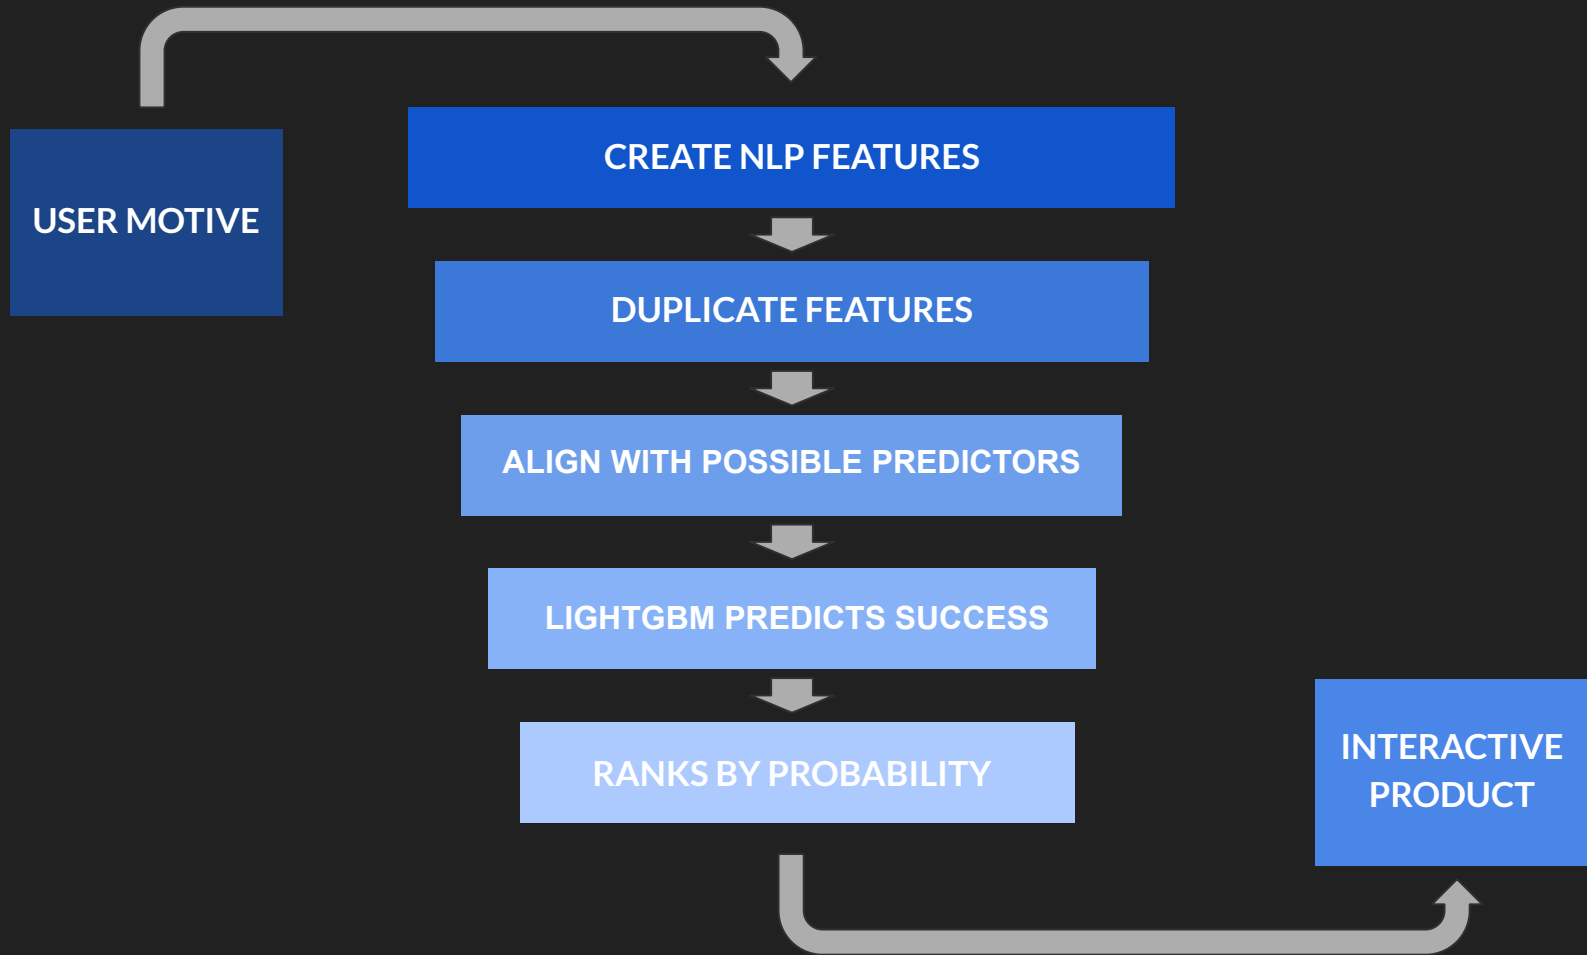 USER MOTIVE
CREATE NLP FEATURES
DUPLICATE FEATURES
ALIGN WITH POSSIBLE PREDICTORS
LIGHTGBM PREDICTS SUCCESS
RANKS BY PROBABILITY
INTERACTIVE
PRODUCT